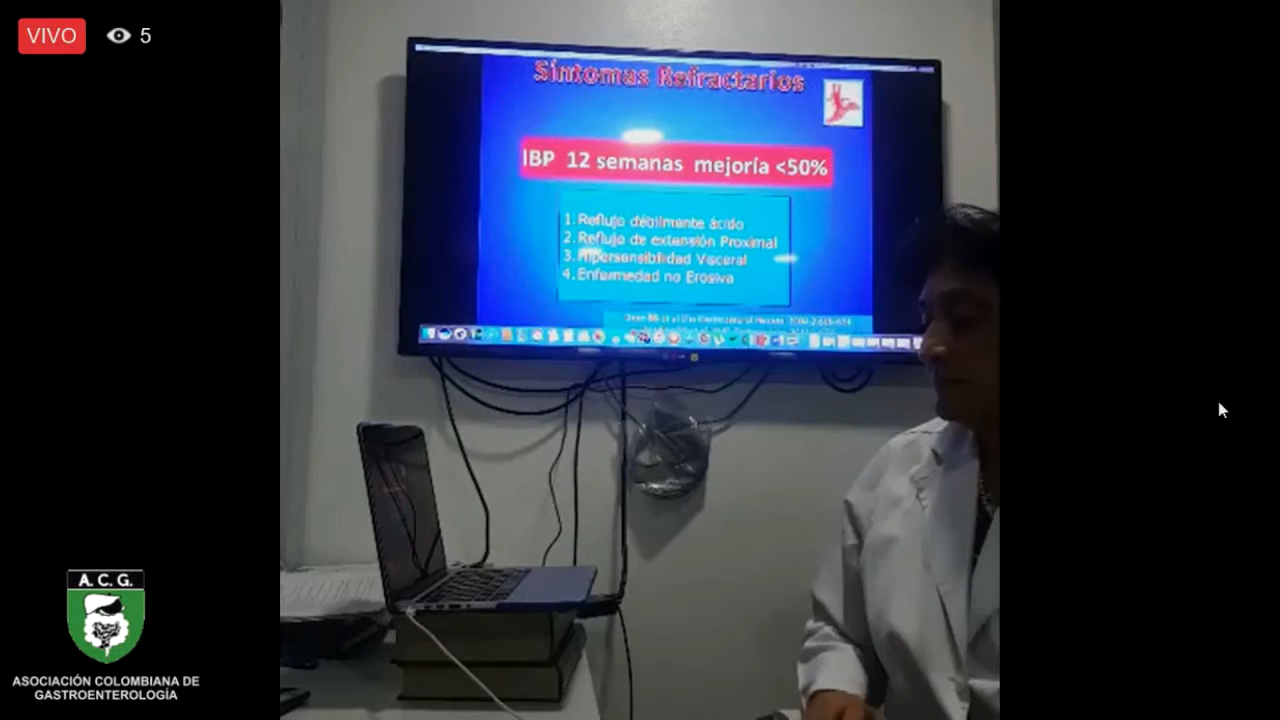 VIVO
5
Síntomas Refractarios
IBP 12 semanas mejoría <50%
1. Reflujo débilmente ácido
2. Reflujo de extensión Proximal
3. Hipersensibilidad Visceral
4. Enfermedad no Erosiva
A. C. G.
ASOCIACIÓN COLOMBIANA DE
GASTROENTEROLOGÍA